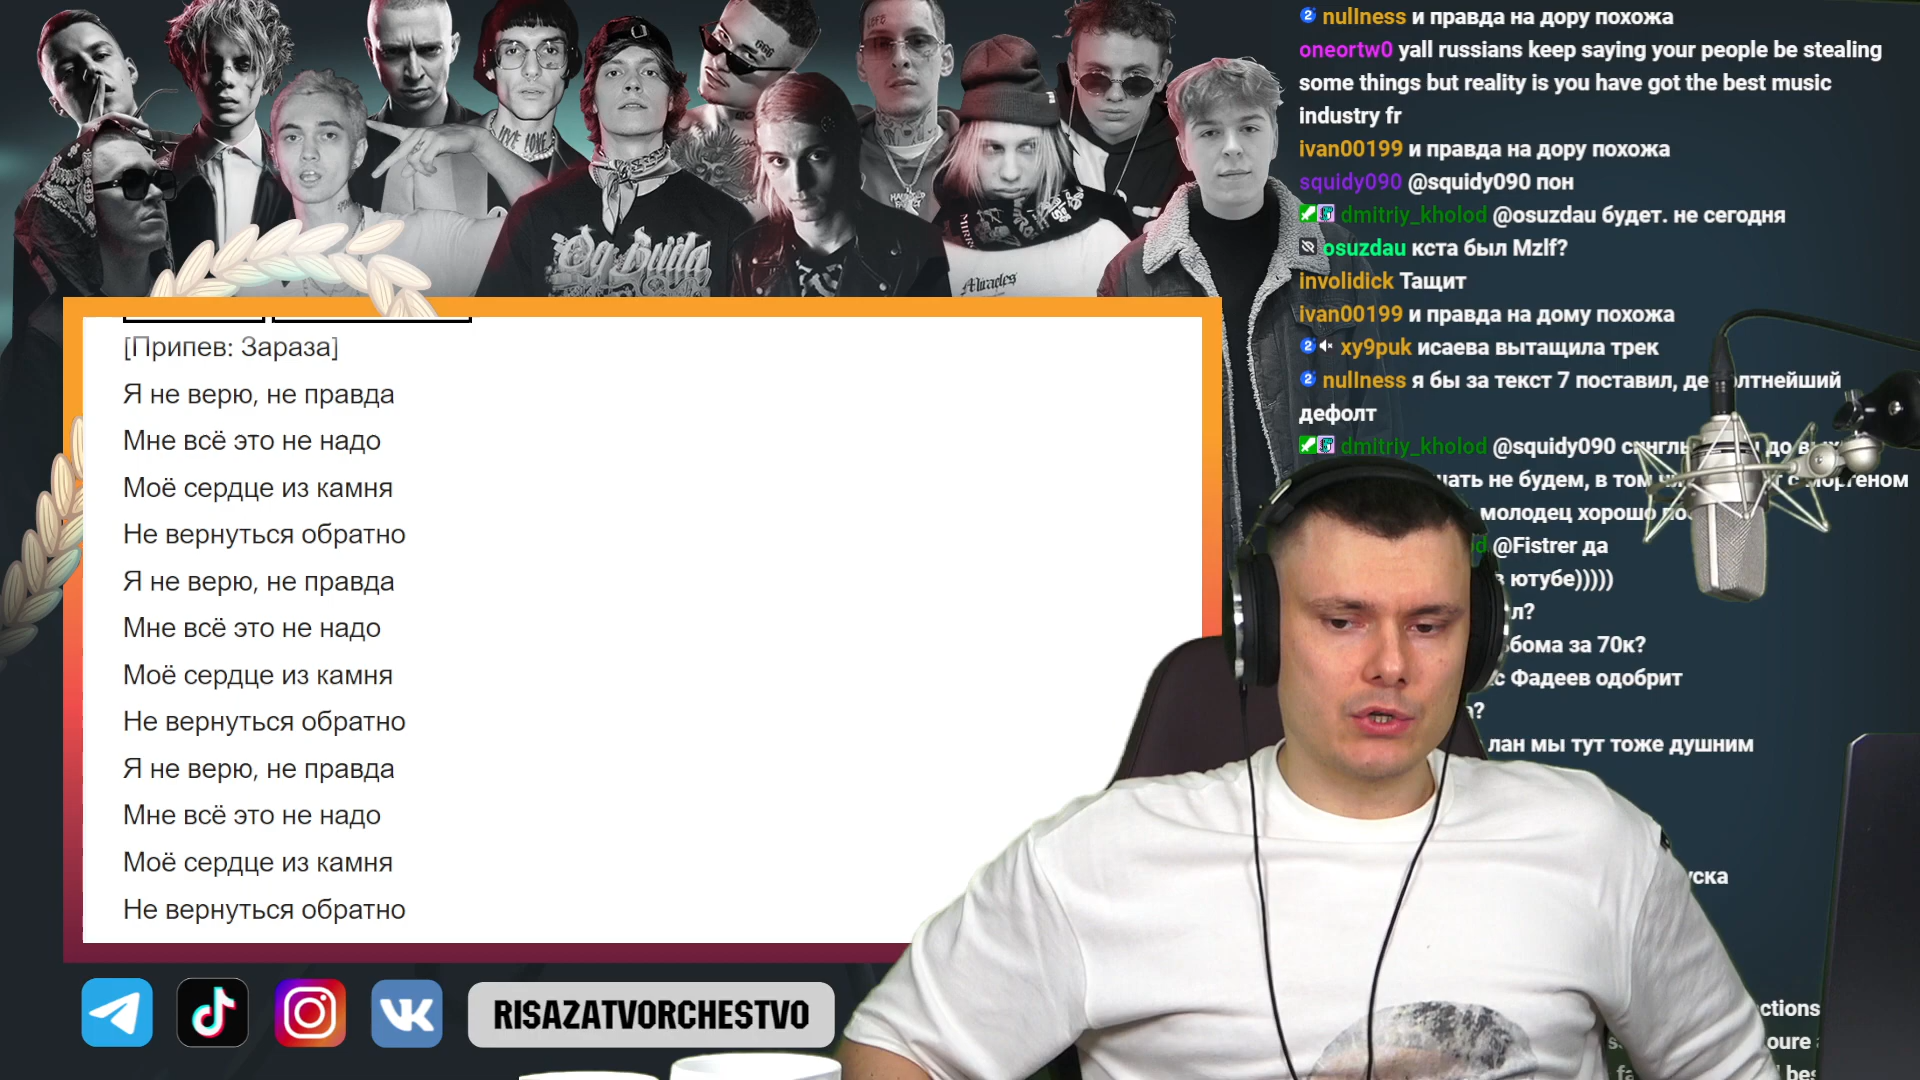 [Припев: Зараза]
Я не верю, не правда
Мне всё это не надо
Моё сердце из камня
Не вернуться обратно
Я не верю, не правда
Мне всё это не надо
Моё сердце из камня
Не вернуться обратно
Я не верю, не правда
Мне всё это не надо
Моё сердце из камня
Не вернуться обратно
RISAZATVORCHESTVO
nullness и правда на дору похожа
oneortw0 yall russians keep saying your people be stealing
some things but reality is you have got the best music
industry fr
ivan00199 и правда на дору похожа
squidy090 @squidy090 пон
dmitriy_kholod @osuzdau будет. не сегодня
osuzdau кста был Mzlf?
involidick Тащит
ivan00199 и правда на дому похожа
xy9puk исаева вытащила трек
nullness я бы за текст 7 поставил,
дефолт
dmitriy_kholod @squidy090
не будем, в том
молодец хорошо
@Fistrer да
в ютубе)))))
за 70к?
Фадеев одобрит
лан мы тут тоже душним